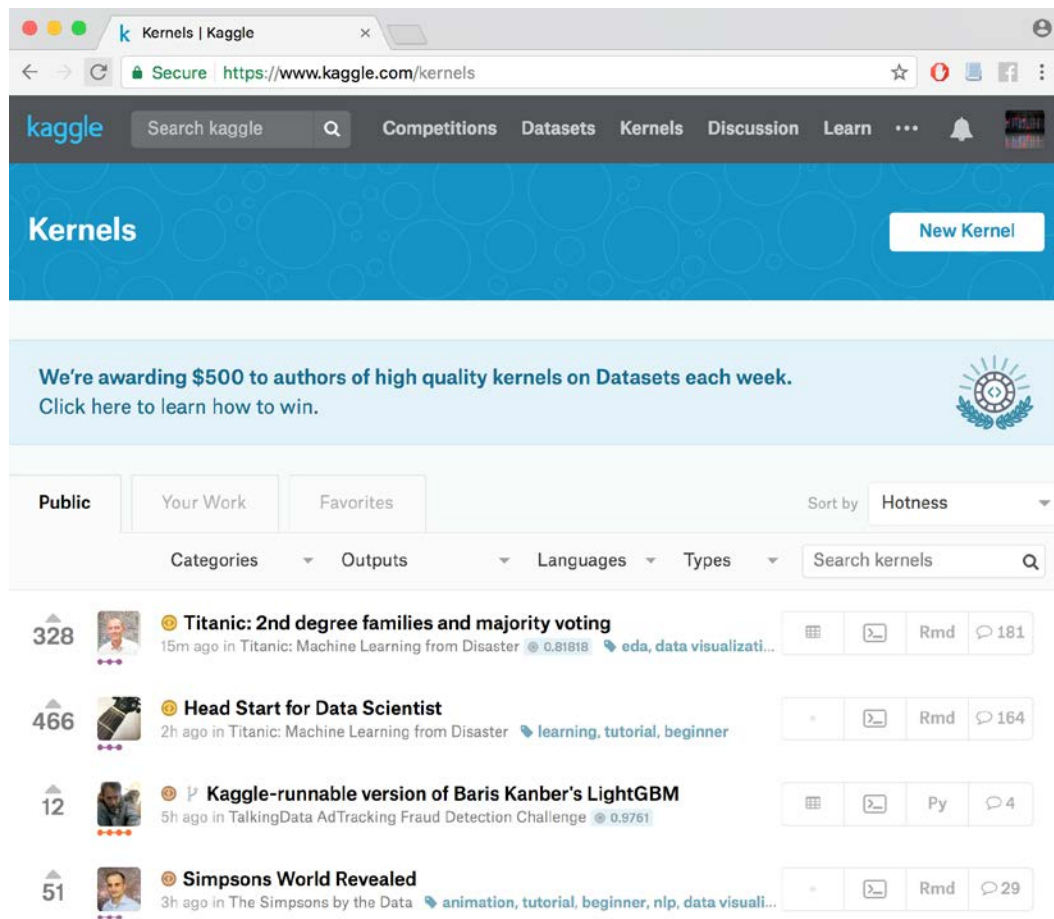 k Kernels | Kaggle ×
Secure https://www.kaggle.com/kernels
kaggle Search kaggle Competitions Datasets Kernels Discussion Learn •••
Kernels New Kernel
We're awarding $500 to authors of high quality kernels on Datasets each week.
Click here to learn how to win.
Public Your Work Favorites Sort by Hotness
Categories Outputs Languages Types Search kernels
328 Titanic: 2nd degree families and majority voting Rmd 181
15m ago in Titanic: Machine Learning from Disaster 0.81818 eda, data visualizati...
466 Head Start for Data Scientist Rmd 164
2h ago in Titanic: Machine Learning from Disaster learning, tutorial, beginner
12 Kaggle-runnable version of Baris Kanber's LightGBM Py 4
5h ago in TalkingData AdTracking Fraud Detection Challenge 0.9761
51 Simpsons World Revealed Rmd 29
3h ago in The Simpsons by the Data animation, tutorial, beginner, nlp, data visuali...